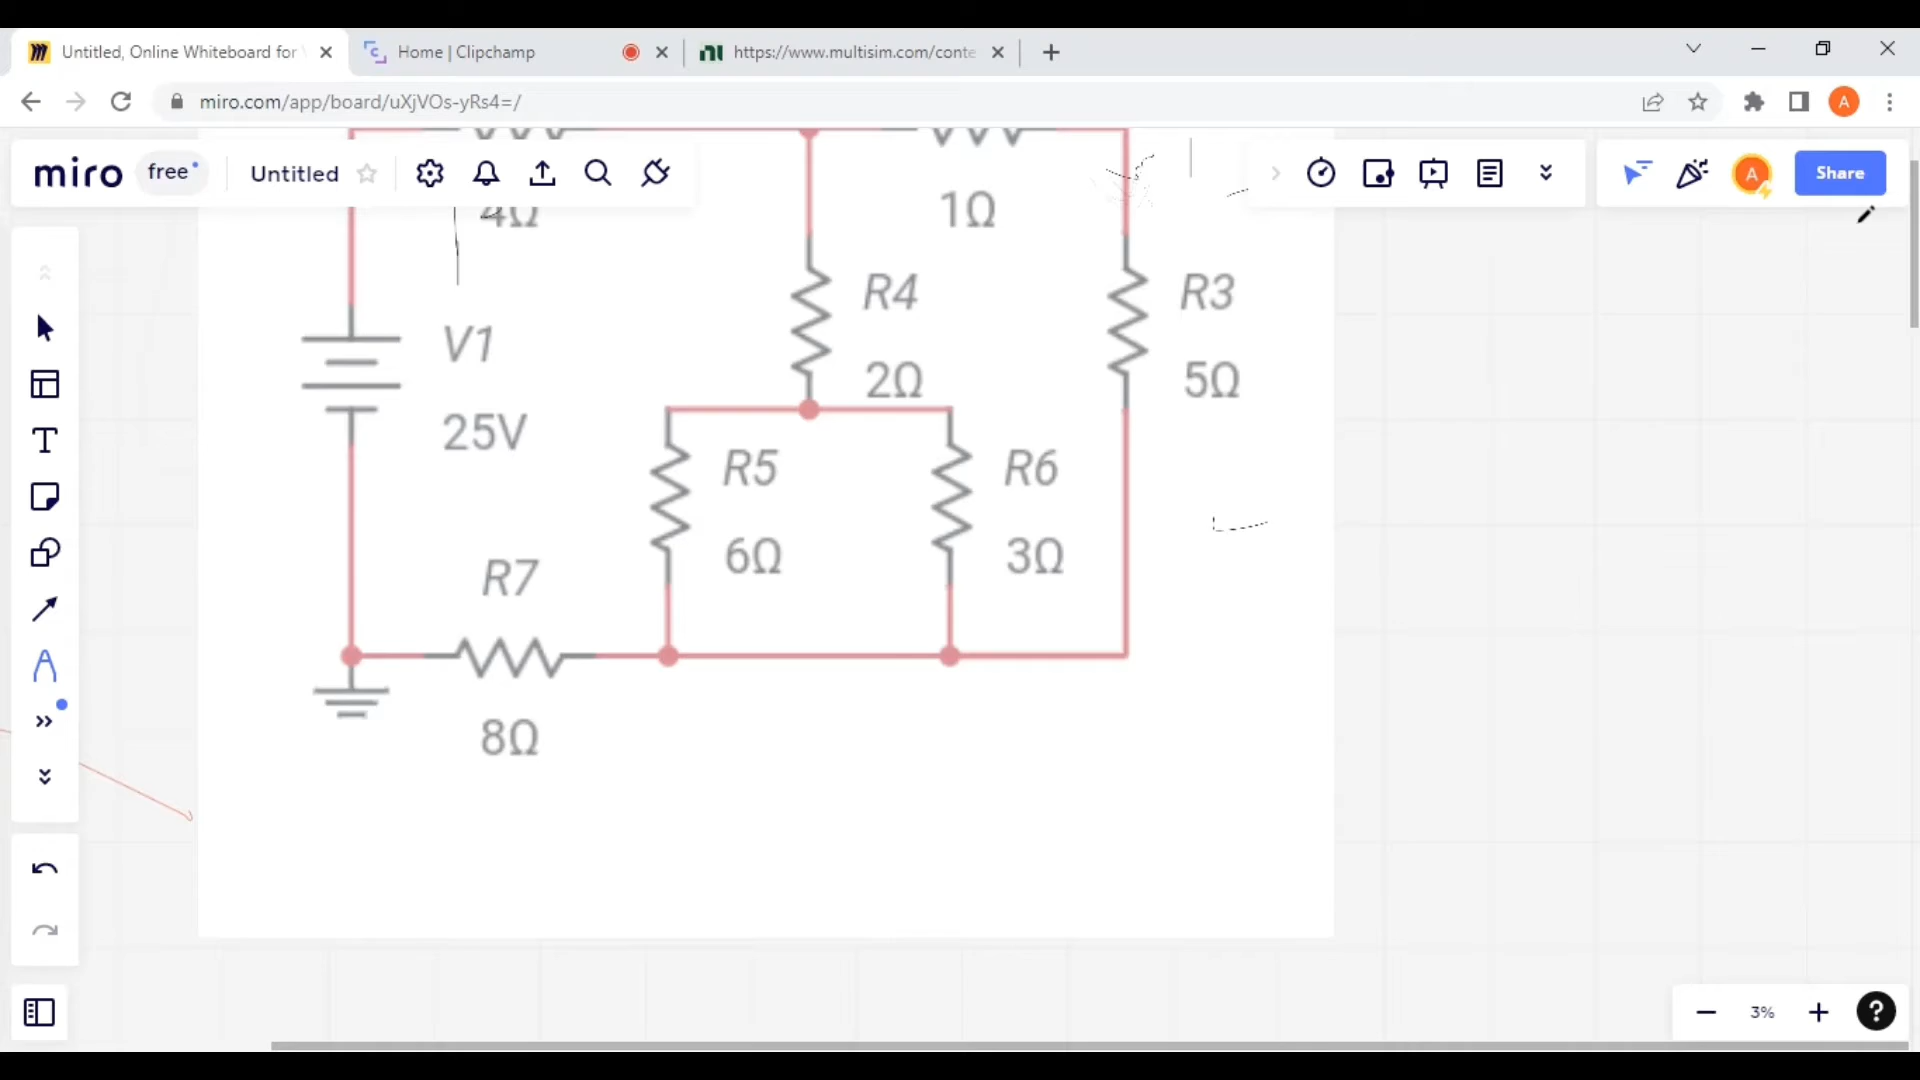 Untitled, Online Whiteboard for
Home | Clipchamp
https://www.multisim.com/conte
miro.com/app/board/uXjVOs-yRs4=/
A
miro
free
Untitled
A
Share
4Ω
1Ω
R4
R3
V1
2Ω
5Ω
25V
R5
R6
6Ω
3Ω
R7
8Ω
3%